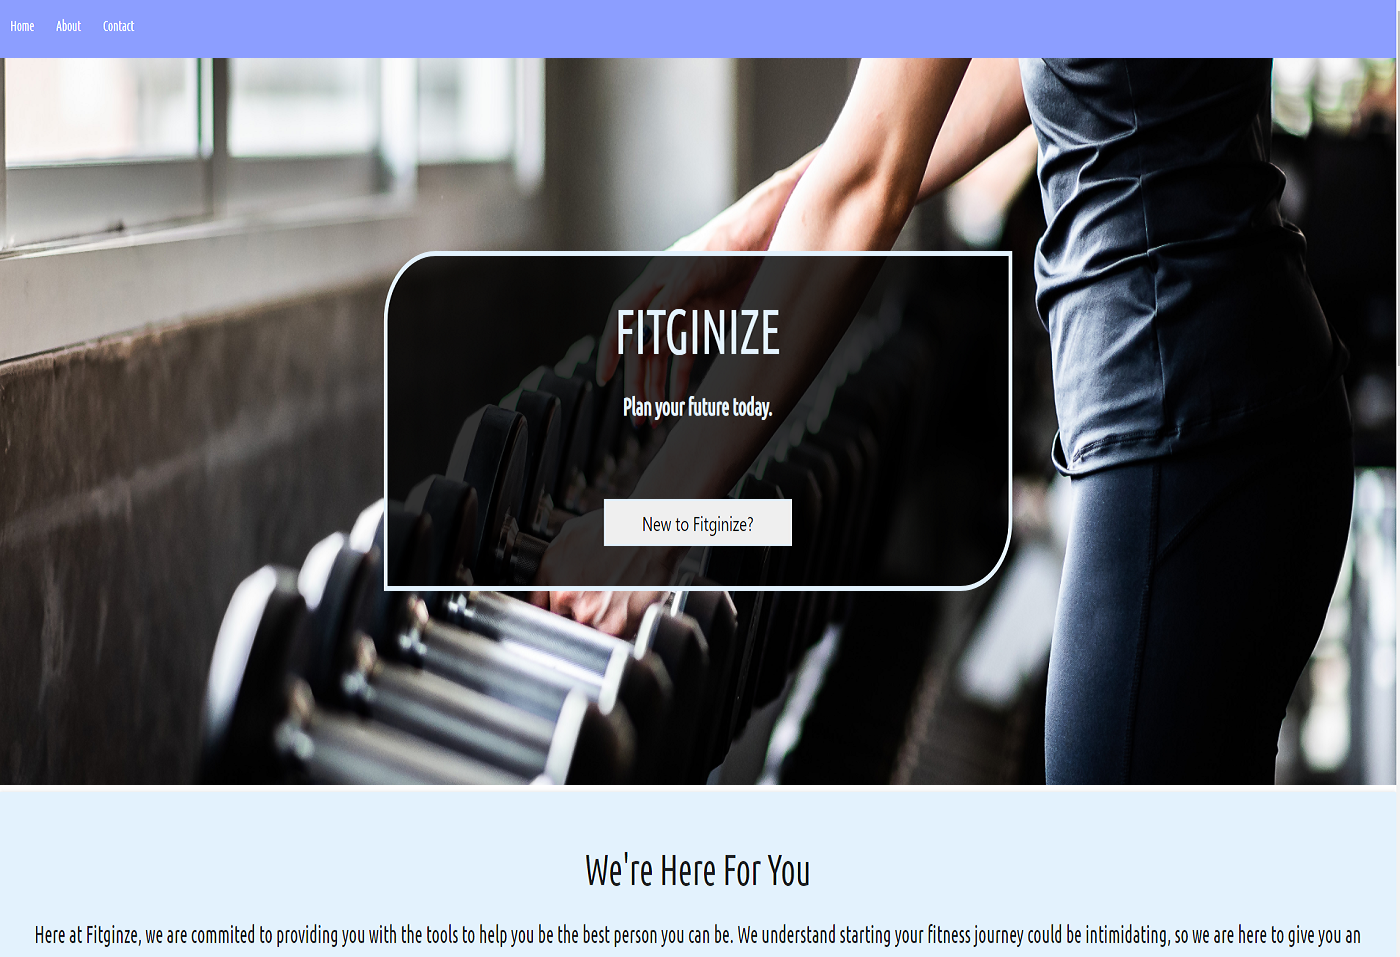 Home About Contact
FITGINIZE
Plan your future today.
New to Fitginize?
We're Here For You
Here at Fitginze, we are commited to providing you with the tools to help you be the best person you can be. We understand starting your fitness journey could be intimidating, so we are here to give you an